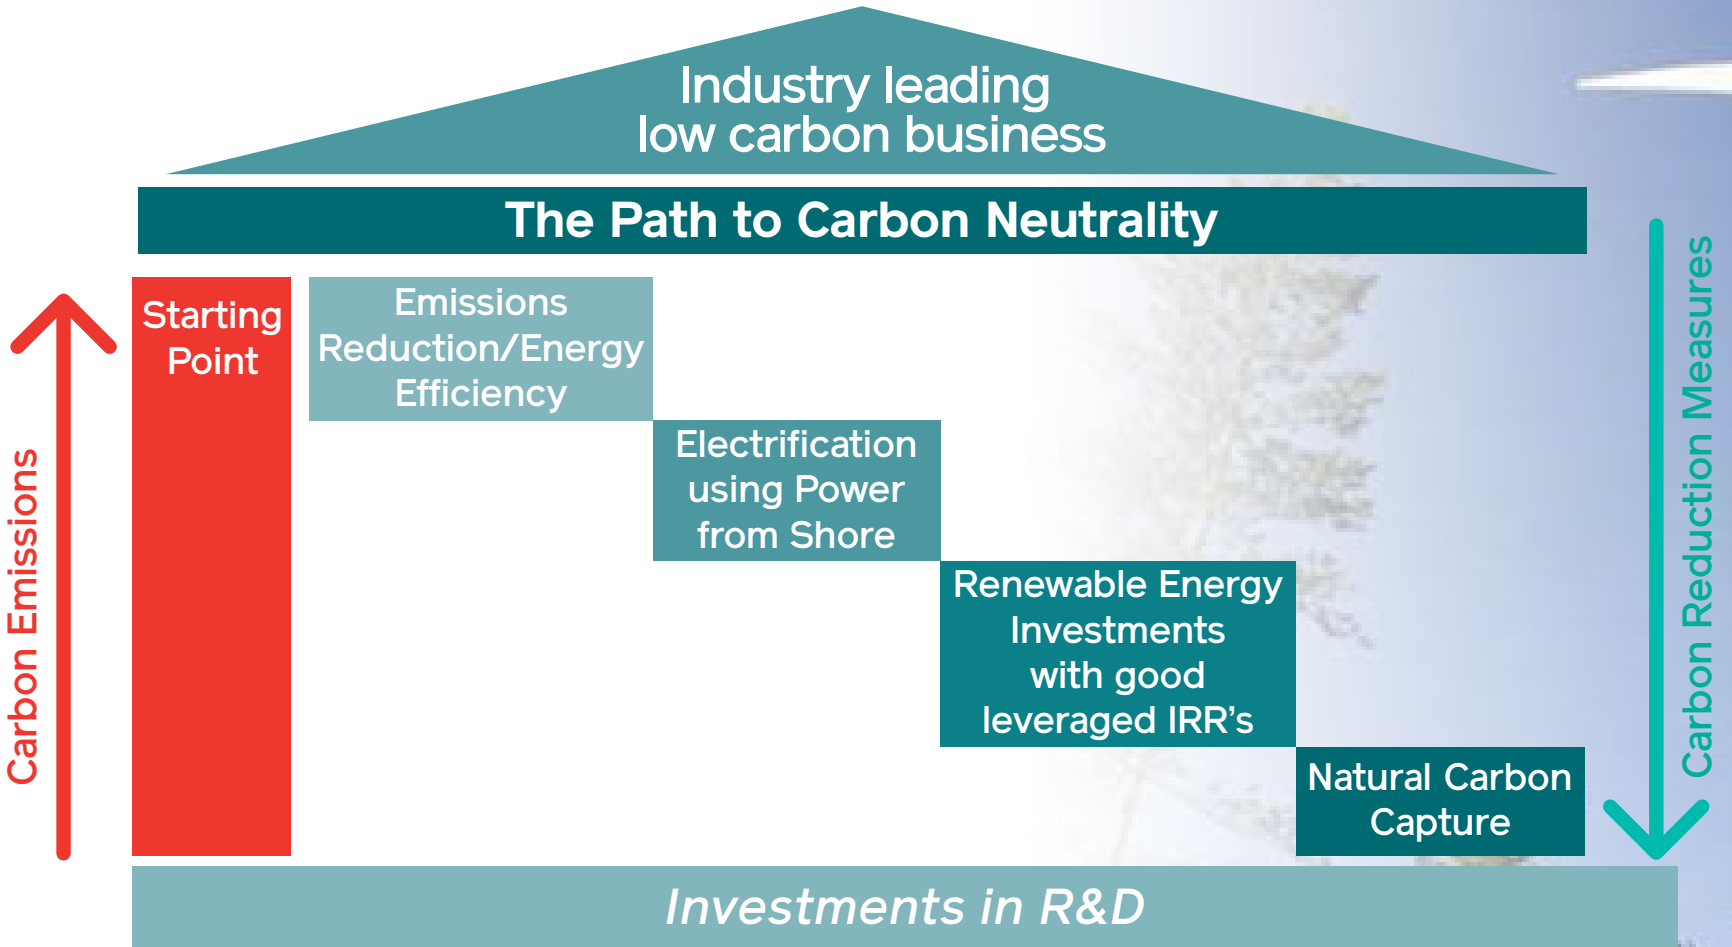 Industry leading
low carbon business
The Path to Carbon Neutrality
Carbon Emissions
Starting
Point
Emissions
Reduction/Energy
Efficiency
Electrification
using Power
from Shore
Renewable Energy
Investments
with good
leveraged IRR's
Natural Carbon
Capture
Carbon Reduction Measures
Investments in R&D